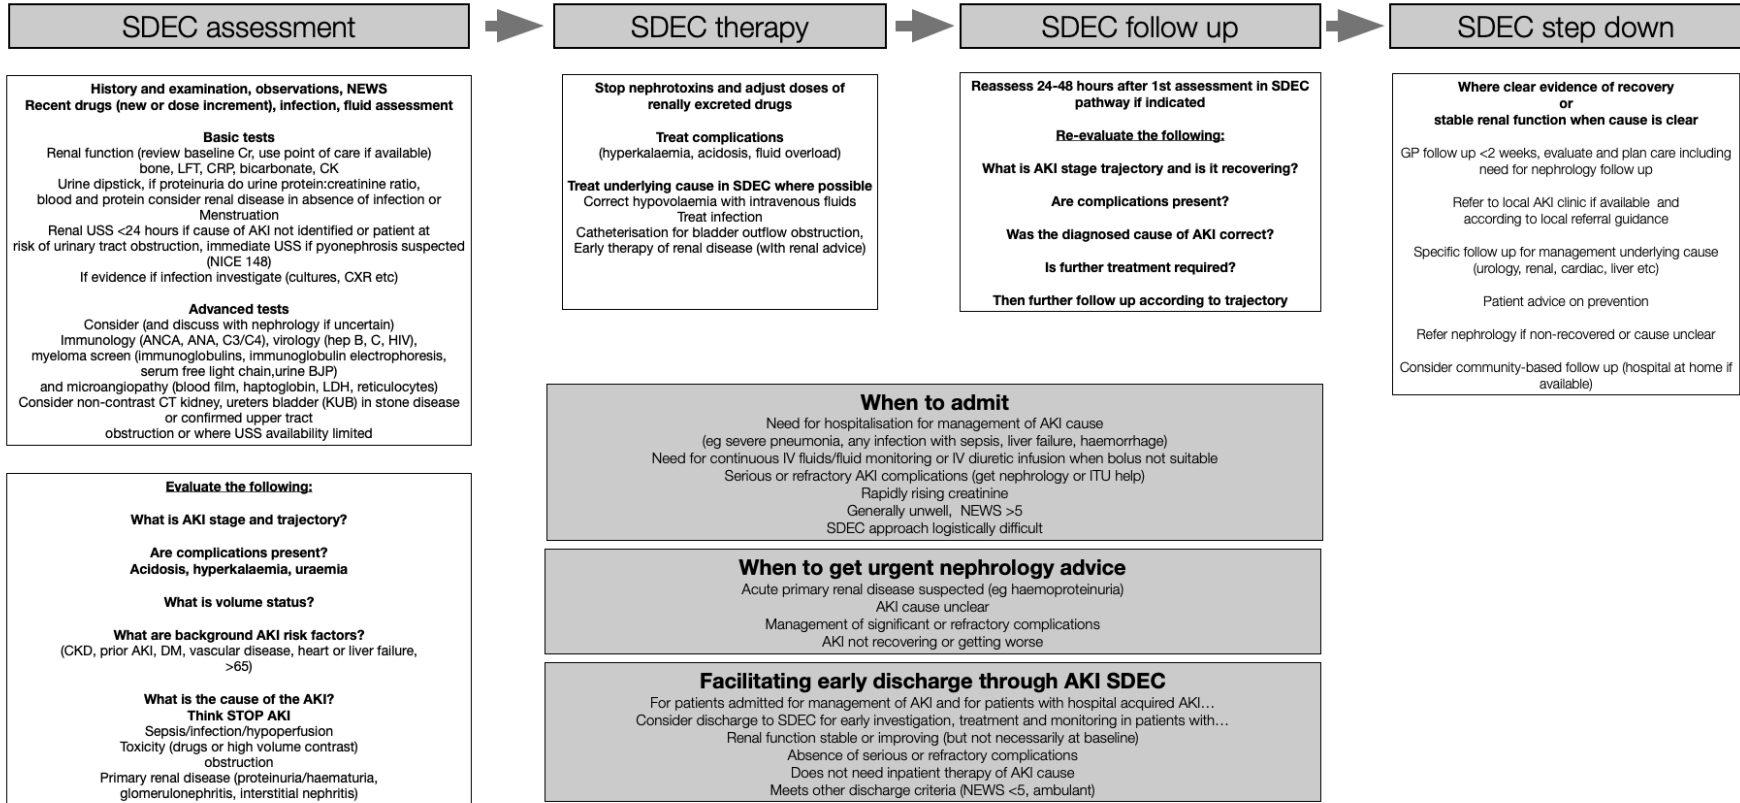 SDEC assessment
SDEC therapy
SDEC follow up
SDEC step down
History and examination, observations, NEWS
Recent drugs (new or dose increment), infection, fluid assessment
Basic tests
Renal function (review baseline Cr, use point of care if available)
bone, LFT, CRP, bicarbonate, CK
Urine dipstick, if proteinuria do urine protein:creatinine ratio,
blood and protein consider renal disease in absence of infection or
Menstruation
Renal USS <24 hours if cause of AKI not identified or patient at
risk of urinary tract obstruction, immediate USS if pyonephrosis suspected
(NICE 148)
If evidence if infection investigate (cultures, CXR etc)
Advanced tests
Consider (and discuss with nephrology if uncertain)
Immunology (ANCA, ANA, C3/C4), virology (hep B, C, HIV),
myeloma screen (immunoglobulins, immunoglobulin electrophoresis,
serum free light chain,urine BJP)
and microangiopathy (blood film, haptoglobin, LDH, reticulocytes)
Consider non-contrast CT kidney, ureters bladder (KUB) in stone disease
or confirmed upper tract
obstruction or where USS availability limited
Evaluate the following:
What is AKI stage and trajectory?
Are complications present?
Acidosis, hyperkalaemia, uraemia
What is volume status?
What are background AKI risk factors?
(CKD, prior AKI, DM, vascular disease, heart or liver failure,
>65)
What is the cause of the AKI?
Think STOP AKI
Sepsis/infection/hypoperfusion
Toxicity (drugs or high volume contrast)
obstruction
Primary renal disease (proteinuria/haematuria,
glomerulonephritis, interstitial nephritis)
Stop nephrotoxins and adjust doses of
renally excreted drugs
Treat complications
(hyperkalaemia, acidosis, fluid overload)
Treat underlying cause in SDEC where possible
Correct hypovolaemia with intravenous fluids
Treat infection
Catheterisation for bladder outflow obstruction,
Early therapy of renal disease (wIth renal advice)
Reassess 24-48 hours after 1st assessment in SDEC
pathway if indicated
Re-evaluate the following:
What is AKI stage trajectory and is it recovering?
Are complications present?
Was the diagnosed cause of AKI correct?
Is further treatment required?
Then further follow up according to trajectory
Where clear evidence of recovery
or
stable renal function when cause is clear
GP follow up <2 weeks, evaluate and plan care including
need for nephrology follow up
Refer to local AKI clinic if available and
according to local referral guidance
Specific follow up for management underlying cause
(urology, renal, cardiac, liver etc)
Patient advice on prevention
Refer nephrology if non-recovered or cause unclear
Consider community-based follow up (hospital at home if
available)
When to admit
Need for hospitalisation for management of AKI cause
(eg severe pneumonia, any infection with sepsis, liver failure, haemorrhage)
Need for continuous IV fluids/fluid monitoring or IV diuretic infusion when bolus not suitable
Serious or refractory AKI complications (get nephrology or ITU help)
Rapidly rising creatinine
Generally unwell, NEWS >5
SDEC approach logistically difficult
When to get urgent nephrology advice
Acute primary renal disease suspected (eg haemoproteinuria)
AKI cause unclear
Management of significant or refractory complications
AKI not recovering or getting worse
Facilitating early discharge through AKI SDEC
For patients admitted for management of AKI and for patients with hospital acquired AKI…
Consider discharge to SDEC for early investigation, treatment and monitoring in patients with…
Renal function stable or improving (but not necessarily at baseline)
Absence of serious or refractory complications
Does not need inpatient therapy of AKI cause
Meets other discharge criteria (NEWS <5, ambulant)